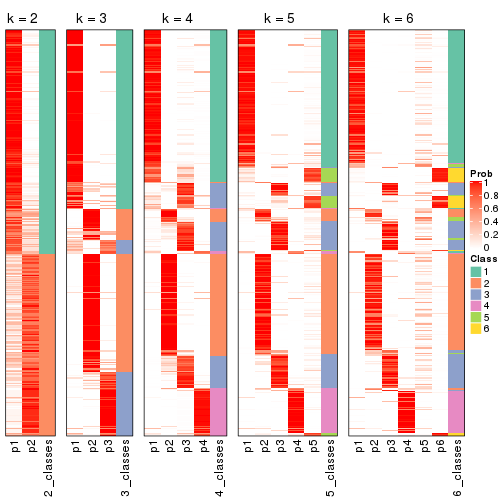 k = 2
k = 3
k = 4
k = 5
k = 6
p1
p2
2_classes
p1
p2
p3
3_classes
p1
p2
p3
p4
4_classes
p1
p2
p3
p4
p5
5_classes
p1
p2
p3
p4
p5
p6
6_classes
Prob
1
0.8
0.6
0.4
0.2
0
Class
1
2
3
4
5
6